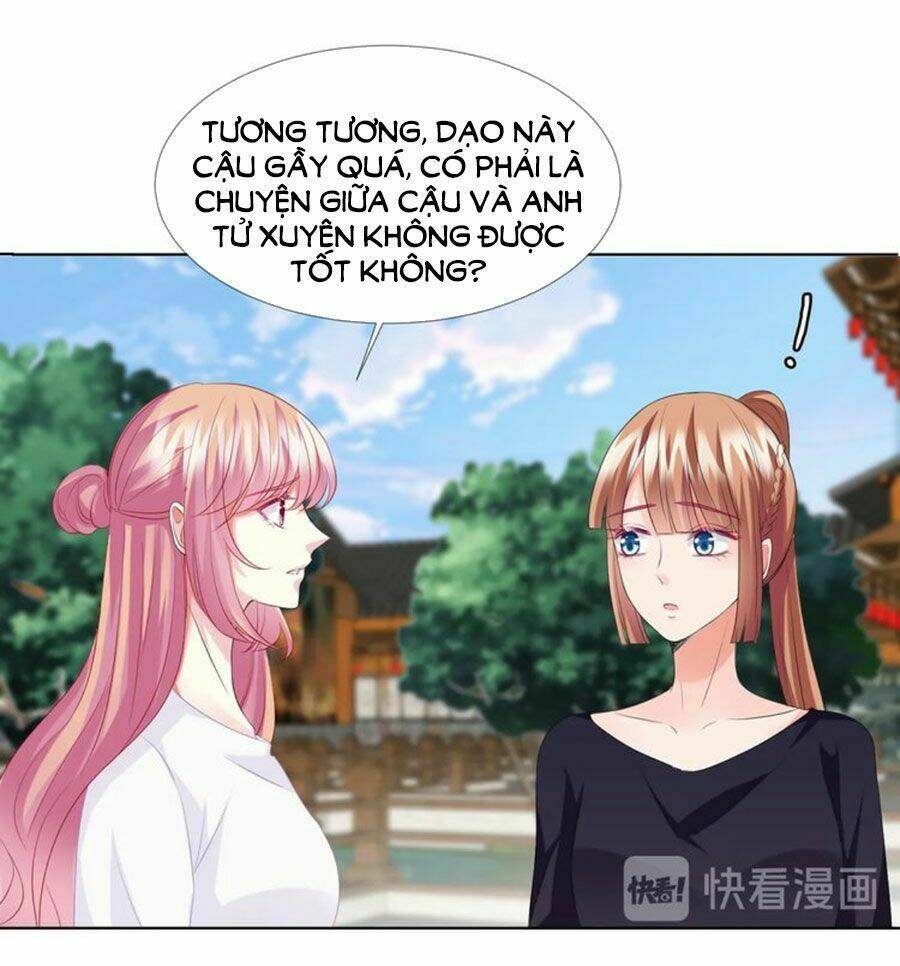 TƯƠNG TƯƠNG, DẠO NÀY
CẬU GẦY QUÁ, CÓ PHẢI LÀ
CHUYỆN GIỮA CẬU VÀ ANH
TỬ XUYÊN KHÔNG ĐƯỢC
TỐT KHÔNG?
快看! 快看漫画